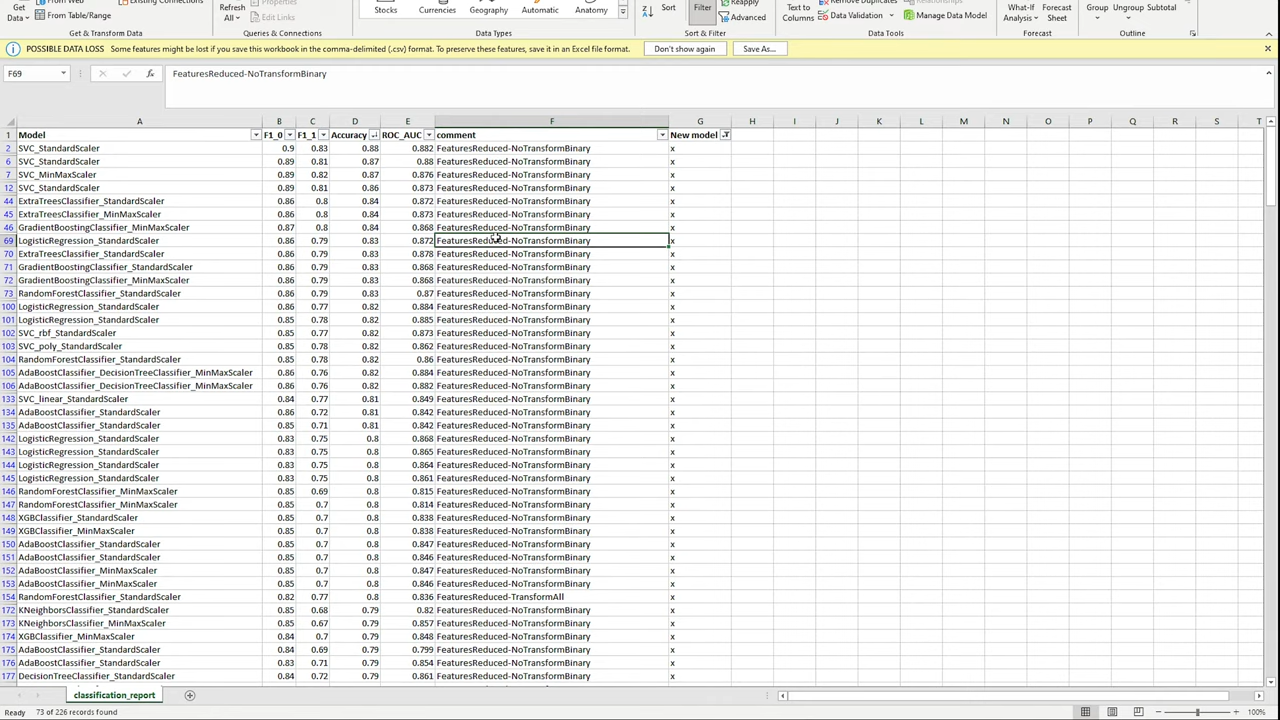 From Web
Existing Connections
Get Data
From Table/Range
Refresh All
Edit Links
Get & Transform Data
Queries & Connections
Stocks Currencies Geography Automatic Anatomy
Data Types
Sort Filter Reapply
Advanced
Sort & Filter
Text to Columns
Remove Duplicates
Data Validation
Relationships
Manage Data Model
Data Tools
What-If Analysis
Forecast Sheet
Forecast
Group Ungroup Subtotal
Outline
POSSIBLE DATA LOSS Some features might be lost if you save this workbook in the comma-delimited (.csv) format. To preserve these features, save it in an Excel file format. Don't show again Save As...
F69 fx FeaturesReduced-NoTransformBinary
A B C D E F G H I J K L M N O P Q R S T
1 Model F1_0 F1_1 Accuracy ROC_AUC comment New model
2 SVC_StandardScaler 0.9 0.83 0.88 0.882 FeaturesReduced-NoTransformBinary x
6 SVC_StandardScaler 0.89 0.81 0.87 0.88 FeaturesReduced-NoTransformBinary x
7 SVC_MinMaxScaler 0.89 0.82 0.87 0.876 FeaturesReduced-NoTransformBinary x
12 SVC_StandardScaler 0.89 0.81 0.86 0.873 FeaturesReduced-NoTransformBinary x
44 ExtraTreesClassifier_StandardScaler 0.86 0.8 0.84 0.872 FeaturesReduced-NoTransformBinary x
45 ExtraTreesClassifier_MinMaxScaler 0.86 0.8 0.84 0.873 FeaturesReduced-NoTransformBinary x
46 GradientBoostingClassifier_MinMaxScaler 0.87 0.8 0.84 0.868 FeaturesReduced-NoTransformBinary x
69 LogisticRegression_StandardScaler 0.86 0.79 0.83 0.872 FeaturesReduced-NoTransformBinary x
70 ExtraTreesClassifier_StandardScaler 0.86 0.79 0.83 0.878 FeaturesReduced-NoTransformBinary x
71 GradientBoostingClassifier_StandardScaler 0.86 0.79 0.83 0.868 FeaturesReduced-NoTransformBinary x
72 GradientBoostingClassifier_MinMaxScaler 0.86 0.79 0.83 0.868 FeaturesReduced-NoTransformBinary x
73 RandomForestClassifier_StandardScaler 0.86 0.79 0.83 0.87 FeaturesReduced-NoTransformBinary x
100 LogisticRegression_StandardScaler 0.86 0.77 0.82 0.884 FeaturesReduced-NoTransformBinary x
101 LogisticRegression_StandardScaler 0.85 0.78 0.82 0.885 FeaturesReduced-NoTransformBinary x
102 SVC_rbf_StandardScaler 0.85 0.77 0.82 0.873 FeaturesReduced-NoTransformBinary x
103 SVC_poly_StandardScaler 0.85 0.78 0.82 0.862 FeaturesReduced-NoTransformBinary x
104 RandomForestClassifier_StandardScaler 0.85 0.78 0.82 0.86 FeaturesReduced-NoTransformBinary x
105 AdaBoostClassifier_DecisionTreeClassifier_MinMaxScaler 0.86 0.76 0.82 0.884 FeaturesReduced-NoTransformBinary x
106 AdaBoostClassifier_DecisionTreeClassifier_MinMaxScaler 0.86 0.76 0.82 0.882 FeaturesReduced-NoTransformBinary x
133 SVC_linear_StandardScaler 0.84 0.77 0.81 0.849 FeaturesReduced-NoTransformBinary x
134 AdaBoostClassifier_StandardScaler 0.86 0.72 0.81 0.842 FeaturesReduced-NoTransformBinary x
135 AdaBoostClassifier_StandardScaler 0.85 0.71 0.81 0.842 FeaturesReduced-NoTransformBinary x
142 LogisticRegression_StandardScaler 0.83 0.75 0.8 0.868 FeaturesReduced-NoTransformBinary x
143 LogisticRegression_StandardScaler 0.83 0.75 0.8 0.865 FeaturesReduced-NoTransformBinary x
144 LogisticRegression_StandardScaler 0.83 0.75 0.8 0.864 FeaturesReduced-NoTransformBinary x
145 LogisticRegression_StandardScaler 0.83 0.75 0.8 0.861 FeaturesReduced-NoTransformBinary x
146 RandomForestClassifier_MinMaxScaler 0.85 0.69 0.8 0.815 FeaturesReduced-NoTransformBinary x
147 RandomForestClassifier_MinMaxScaler 0.85 0.7 0.8 0.814 FeaturesReduced-NoTransformBinary x
148 XGBClassifier_StandardScaler 0.85 0.7 0.8 0.838 FeaturesReduced-NoTransformBinary x
149 XGBClassifier_MinMaxScaler 0.85 0.7 0.8 0.838 FeaturesReduced-NoTransformBinary x
150 AdaBoostClassifier_StandardScaler 0.85 0.7 0.8 0.847 FeaturesReduced-NoTransformBinary x
151 AdaBoostClassifier_StandardScaler 0.85 0.7 0.8 0.846 FeaturesReduced-NoTransformBinary x
152 AdaBoostClassifier_MinMaxScaler 0.85 0.7 0.8 0.847 FeaturesReduced-NoTransformBinary x
153 AdaBoostClassifier_MinMaxScaler 0.85 0.7 0.8 0.846 FeaturesReduced-NoTransformBinary x
154 RandomForestClassifier_StandardScaler 0.82 0.77 0.8 0.836 FeaturesReduced-TransformAll x
172 KNeighborsClassifier_StandardScaler 0.85 0.68 0.79 0.82 FeaturesReduced-NoTransformBinary x
173 KNeighborsClassifier_MinMaxScaler 0.85 0.67 0.79 0.857 FeaturesReduced-NoTransformBinary x
174 XGBClassifier_MinMaxScaler 0.84 0.7 0.79 0.848 FeaturesReduced-NoTransformBinary x
175 AdaBoostClassifier_StandardScaler 0.84 0.69 0.79 0.799 FeaturesReduced-NoTransformBinary x
176 AdaBoostClassifier_StandardScaler 0.83 0.71 0.79 0.854 FeaturesReduced-NoTransformBinary x
177 DecisionTreeClassifier_StandardScaler 0.84 0.72 0.79 0.861 FeaturesReduced-NoTransformBinary x
classification_report
Ready 73 of 226 records found 100%